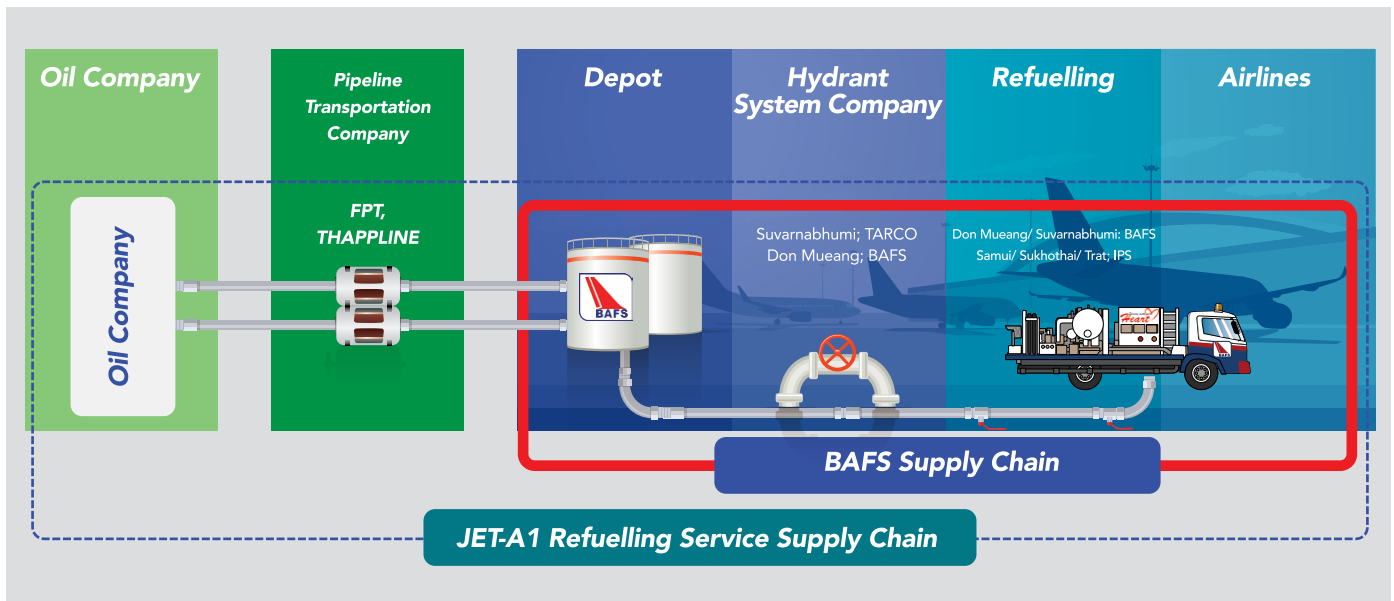 Oil Company
Pipeline
Transportation
Company
Depot
Hydrant
System Company
Refuelling
Airlines
Oil Company
FPT,
THAPPLINE
BAFS
Suvarnabhumi; TARCO
Don Mueang; BAFS
Don Mueang/ Suvarnabhumi: BAFS
Samui/ Sukhothai/ Trat; IPS
Heart
BAFS
BAFS Supply Chain
JET-A1 Refuelling Service Supply Chain